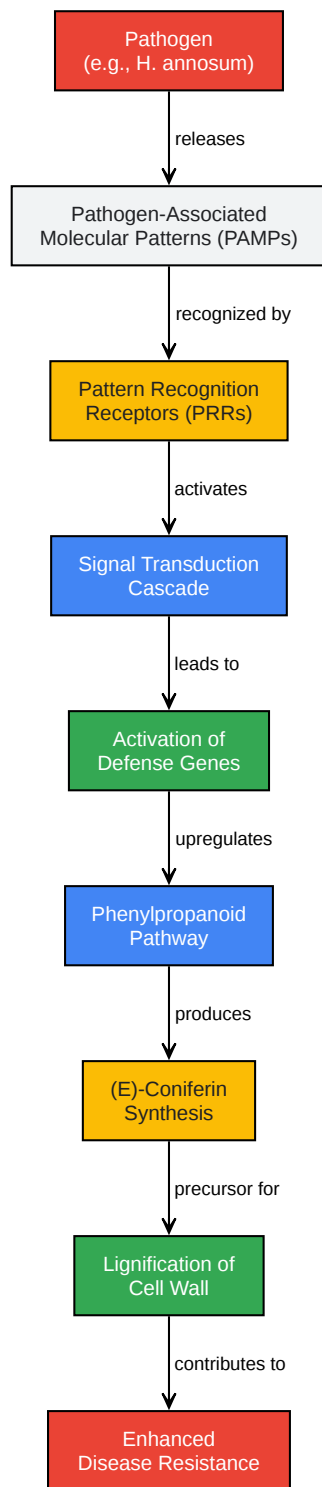 Pathogen
(e.g., H. annosum)
releases
Pathogen-Associated
Molecular Patterns (PAMPs)
recognized by
Pattern Recognition
Receptors (PRRs)
activates
Signal Transduction
Cascade
leads to
Activation of
Defense Genes
upregulates
Phenylpropanoid
Pathway
produces
(E)-Coniferin
Synthesis
precursor for
Lignification of
Cell Wall
contributes to
Enhanced
Disease Resistance